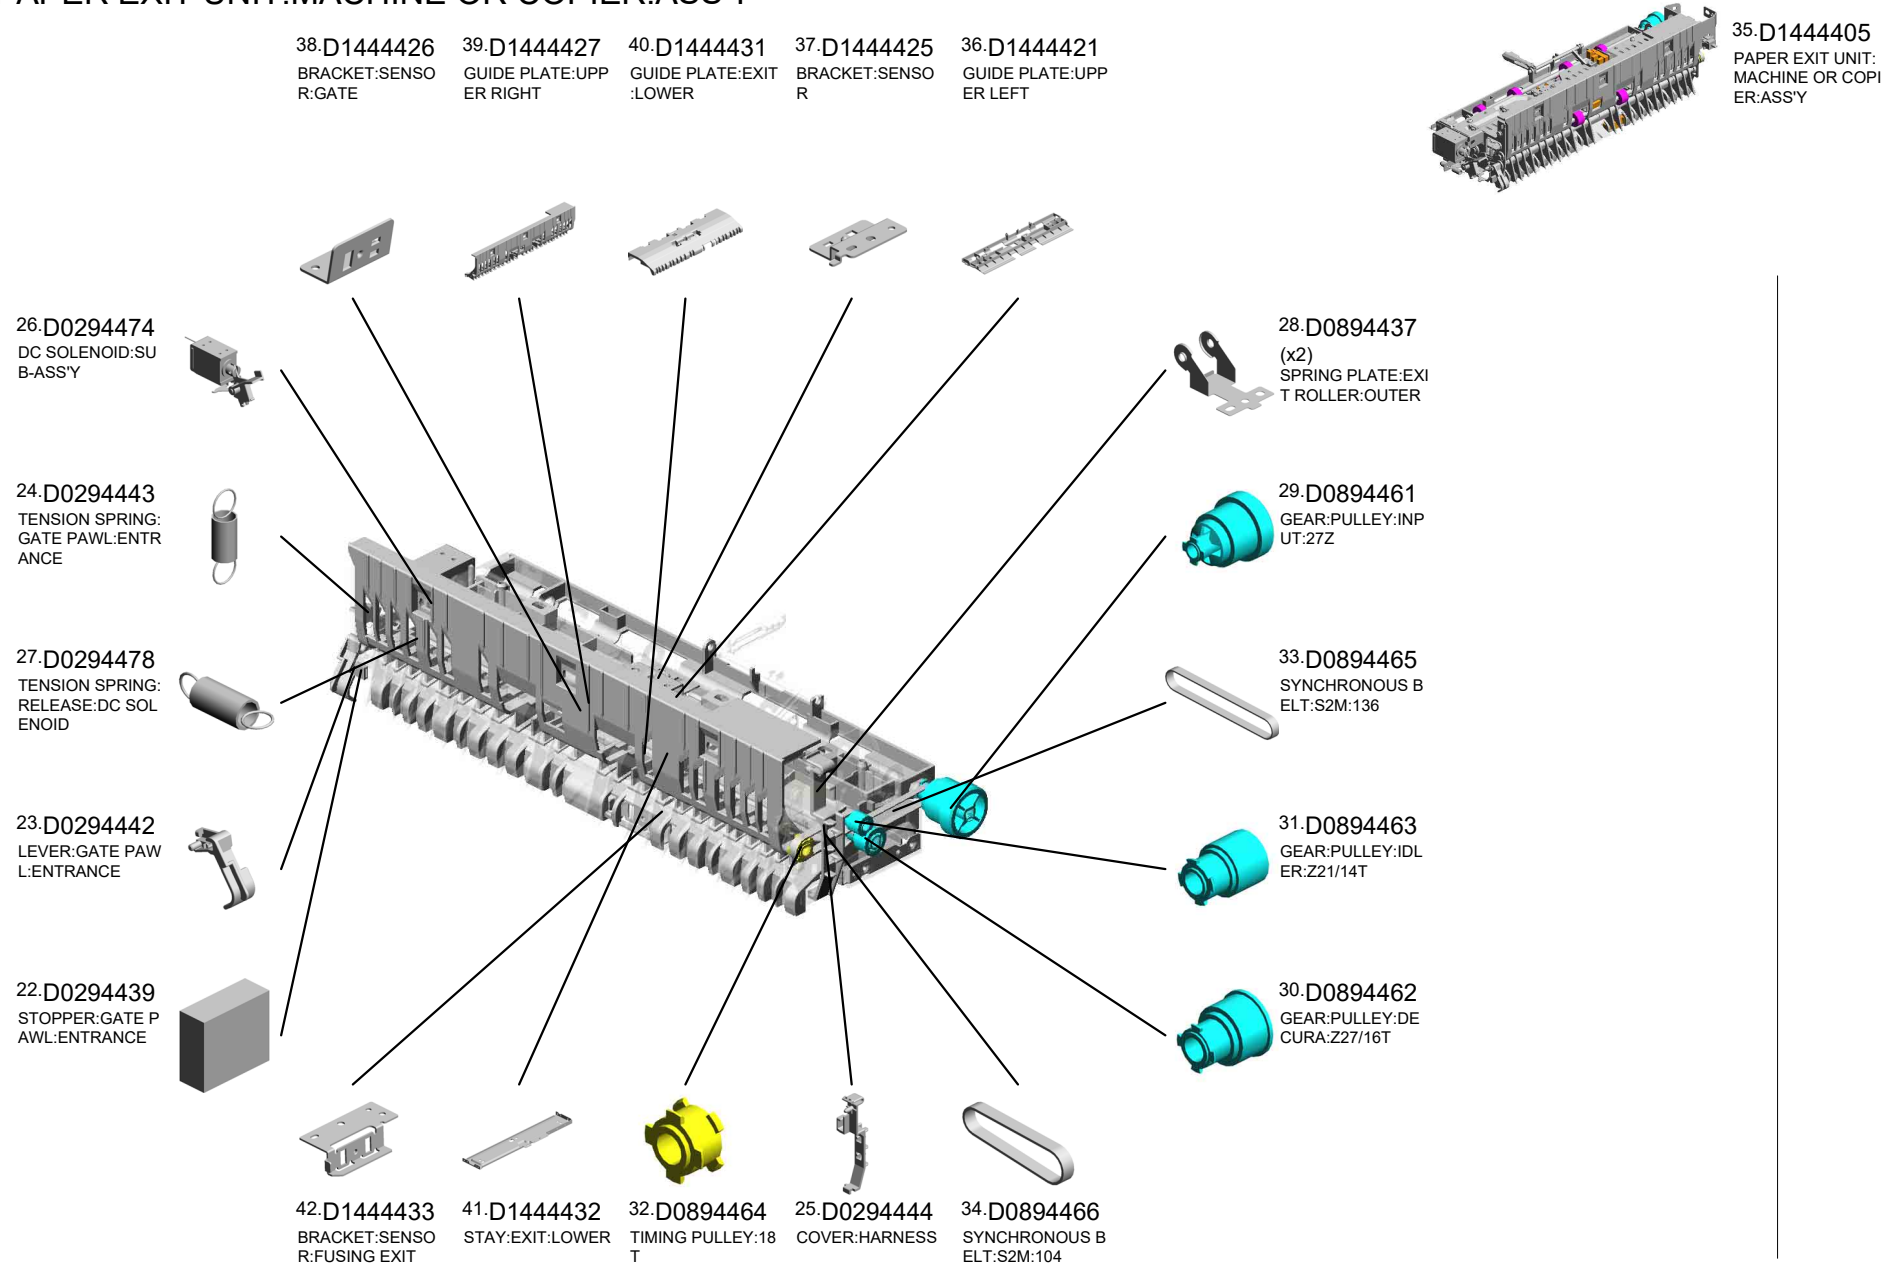 APER EXIT UNIT:MACHINE OR COPIER:ASS'Y
38.D1444426
BRACKET:SENSO
R:GATE
39.D1444427
GUIDE PLATE:UPP
ER RIGHT
40.D1444431
GUIDE PLATE:EXIT
:LOWER
37.D1444425
BRACKET:SENSO
R
36.D1444421
GUIDE PLATE:UPP
ER LEFT
35.D1444405
PAPER EXIT UNIT:
MACHINE OR COPI
ER:ASS'Y
26.D0294474
DC SOLENOID:SU
B-ASS'Y
28.D0894437
(x2)
SPRING PLATE:EXI
T ROLLER:OUTER
24.D0294443
TENSION SPRING:
GATE PAWL:ENTR
ANCE
29.D0894461
GEAR:PULLEY:INP
UT:27Z
27.D0294478
TENSION SPRING:
RELEASE:DC SOL
ENOID
33.D0894465
SYNCHRONOUS B
ELT:S2M:136
23.D0294442
LEVER:GATE PAW
L:ENTRANCE
31.D0894463
GEAR:PULLEY:IDL
ER:Z21/14T
22.D0294439
STOPPER:GATE P
AWL:ENTRANCE
30.D0894462
GEAR:PULLEY:DE
CURA:Z27/16T
42.D1444433
BRACKET:SENSO
R:FUSING EXIT
41.D1444432
STAY:EXIT:LOWER
32.D0894464
TIMING PULLEY:18
T
25.D0294444
COVER:HARNESS
34.D0894466
SYNCHRONOUS B
ELT:S2M:104